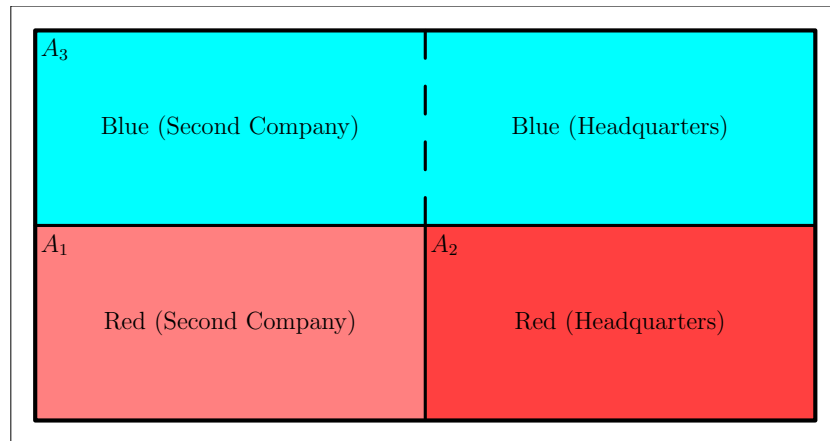 A₃
Blue (Second Company) Blue (Headquarters)
A₁ A₂
Red (Second Company) Red (Headquarters)